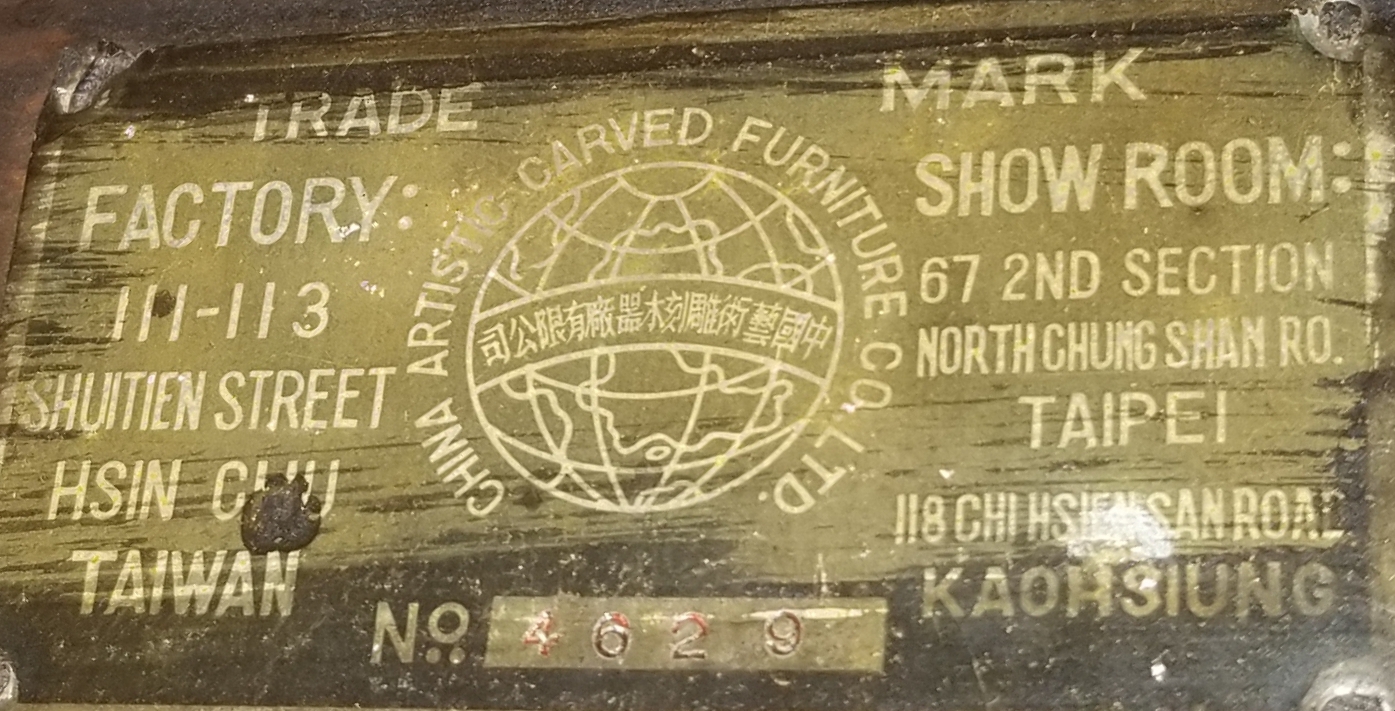 TRADE MARK
CHINA ARTISTIC CARVED FURNITURE CO. LTD.
中國藝術雕刻木器廠有限公司
FACTORY:
111-113
SHUITIEN STREET
HSIN CHU
TAIWAN
SHOW ROOM:
67 2ND SECTION
NORTH CHUNG SHAN RO.
TAIPEI
118 CHI HSIEN SAN ROAD
KAOHSIUNG
No 4629